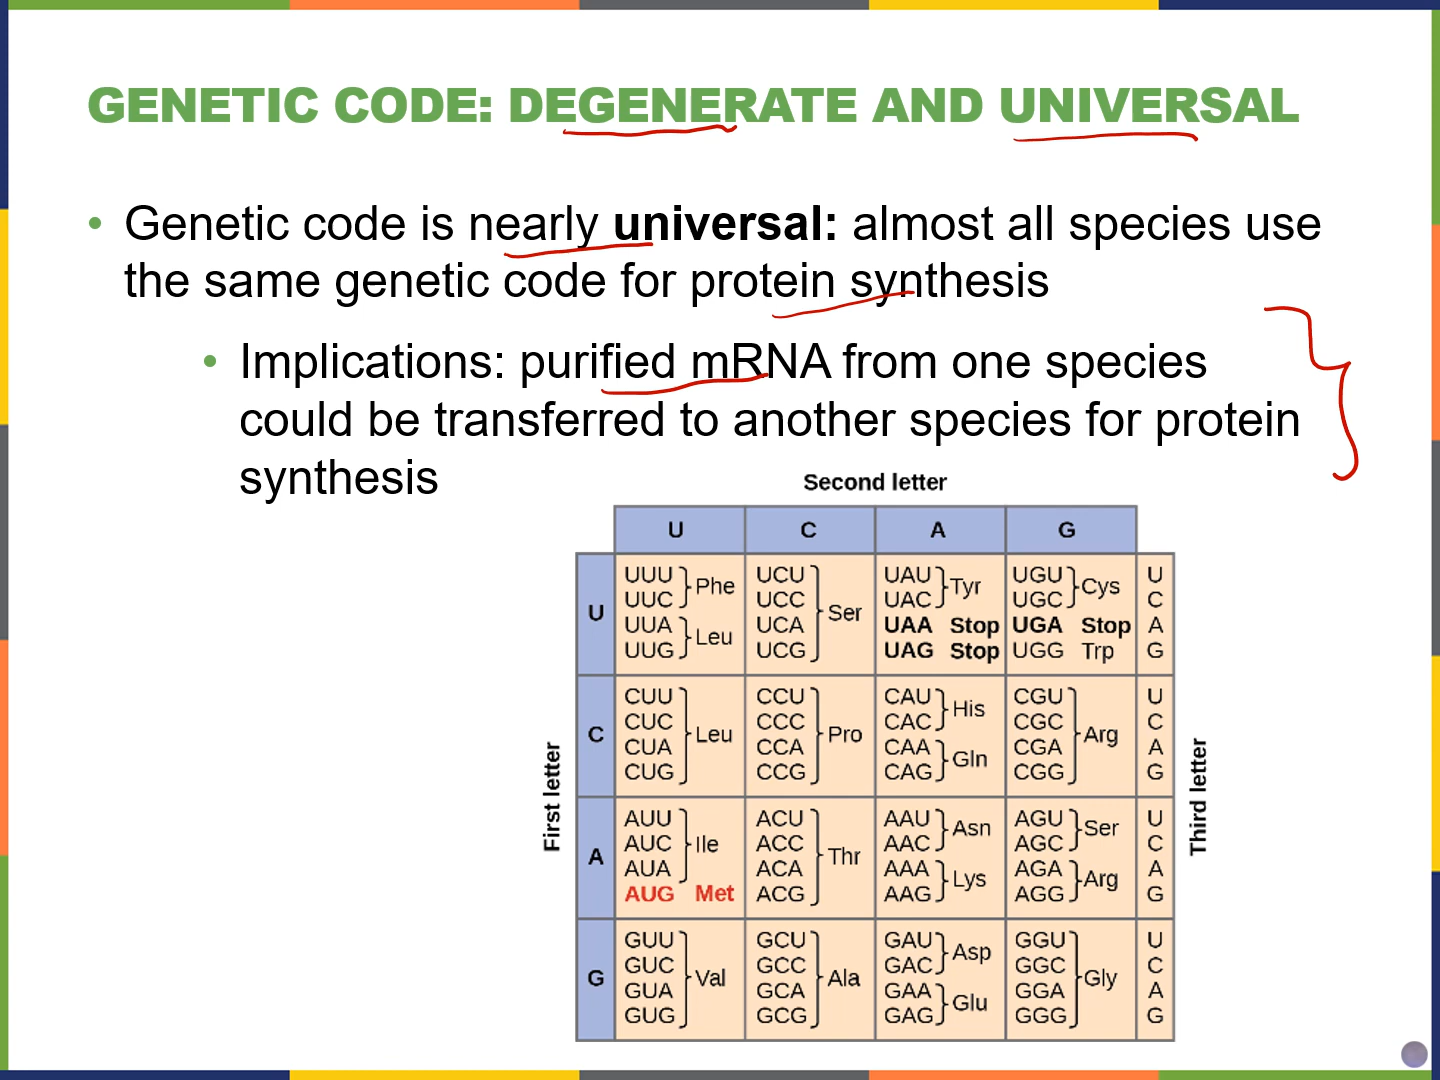 GENETIC CODE: DEGENERATE AND UNIVERSAL
• Genetic code is nearly universal: almost all species use
the same genetic code for protein synthesis
• Implications: purified mRNA from one species
could be transferred to another species for protein
synthesis
Second letter
U C A G
First letter
Third letter
U
UUU UCU UAU UGU U
Phe Tyr Cys
UUC UCC UAC UGC C
Ser
UUA UCA UAA Stop UGA Stop A
Leu
UUG UCG UAG Stop UGG Trp G
C
CUU CCU CAU CGU U
His
CUC CCC CAC CGC C
Leu Pro Arg
CUA CCA CAA CGA A
Gln
CUG CCG CAG CGG G
A
AUU ACU AAU AGU U
Asn Ser
AUC ACC AAC AGC C
Ile Thr
AUA ACA AAA AGA A
Lys Arg
AUG Met ACG AAG AGG G
G
GUU GCU GAU GGU U
Asp
GUC GCC GAC GGC C
Val Ala Gly
GUA GCA GAA GGA A
Glu
GUG GCG GAG GGG G